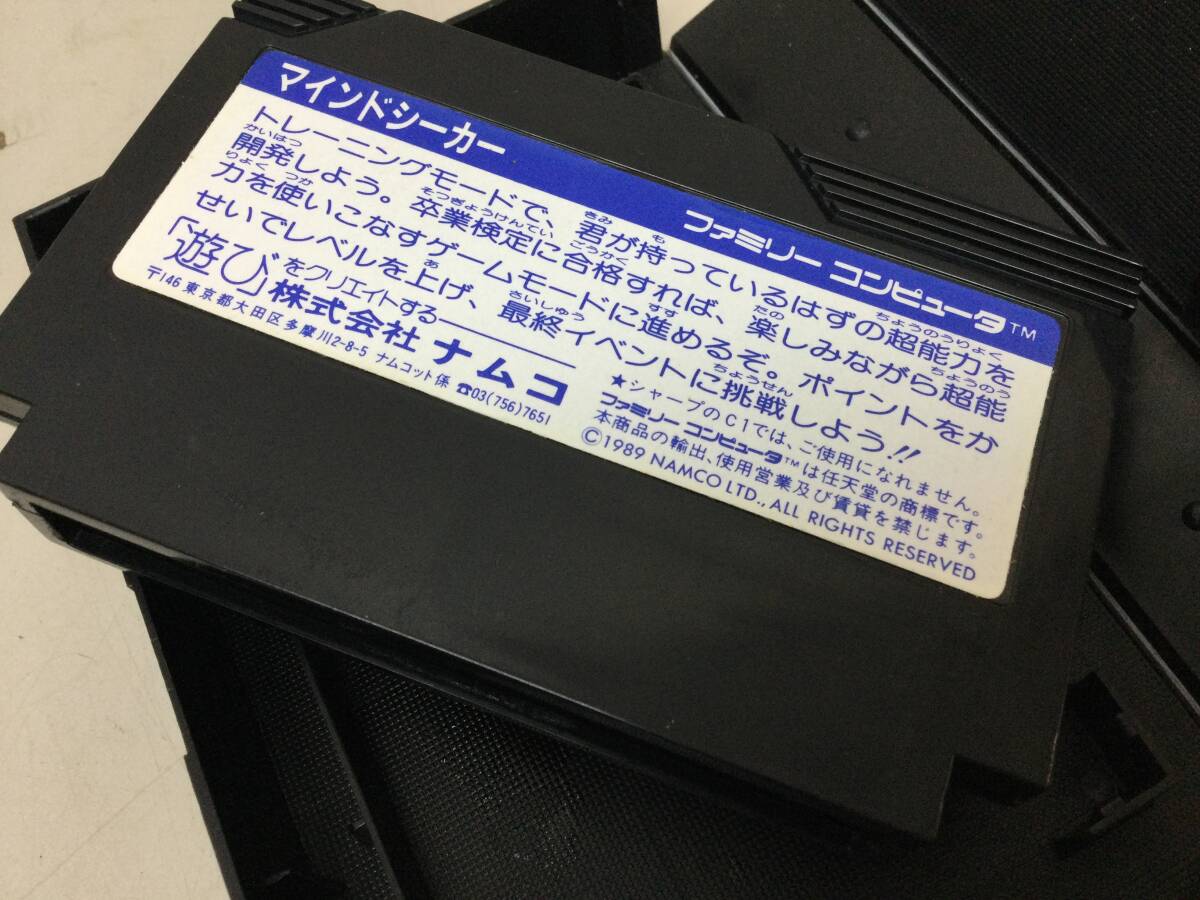 マインドシーカー
ファミリー コンピュータ™
トレーニングモードで、君が持っているはずの超能力を
開発しよう。卒業検定に合格すれば、楽しみながら超能
力を使いこなすゲームモードに進めるぞ。ポイントをか
せいでレベルを上げ、最終イベントに挑戦しよう!!
「遊び」をクリエイトする
株式会社 ナムコ
〒146 東京都大田区多摩川2-8-5 ナムコット係 ☎03(756)7651
★シャープのC1では、ご使用になれません。
ファミリー コンピュータ™は任天堂の商標です。
本商品の輸出、使用営業及び賃貸を禁じます。
©1989 NAMCO LTD., ALL RIGHTS RESERVED